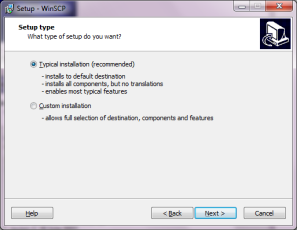 Setup - WinSCP
Setup type
What type of setup do you want?
Typical installation (recommended)
- installs to default destination
- installs all components, but no translations
- enables most typical features
Custom installation
- allows full selection of destination, components and features
Help
< Back
Next >
Cancel